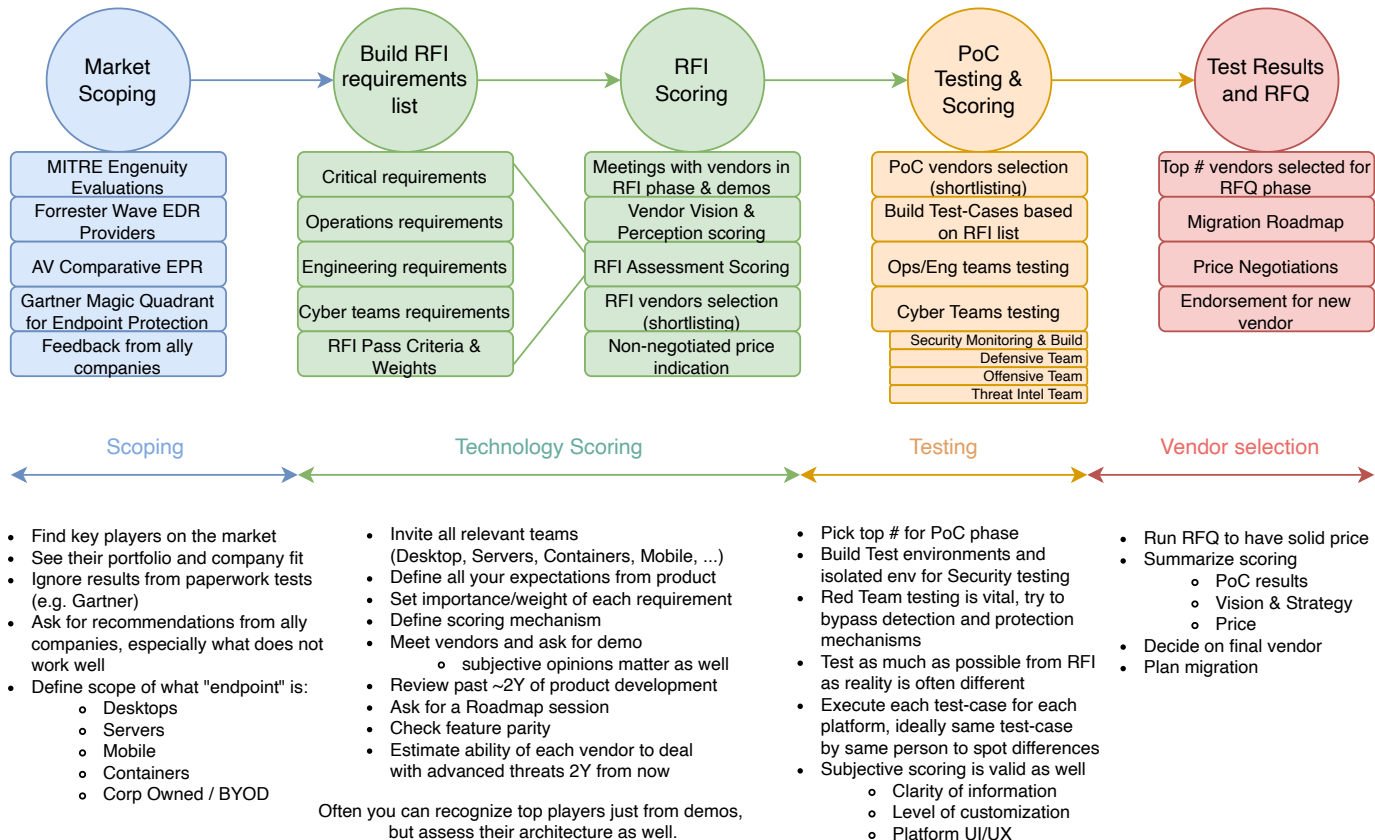 Market
Scoping
Build RFI
requirements
list
RFI
Scoring
PoC
Testing &
Scoring
Test Results
and RFQ
MITRE Engenuity
Evaluations
Forrester Wave EDR
Providers
AV Comparative EPR
Gartner Magic Quadrant
for Endpoint Protection
Feedback from ally
companies
Critical requirements
Operations requirements
Engineering requirements
Cyber teams requirements
RFI Pass Criteria &
Weights
Meetings with vendors in
RFI phase & demos
Vendor Vision &
Perception scoring
RFI Assessment Scoring
RFI vendors selection
(shortlisting)
Non-negotiated price
indication
PoC vendors selection
(shortlisting)
Build Test-Cases based
on RFI list
Ops/Eng teams testing
Cyber Teams testing
Security Monitoring & Build
Defensive Team
Offensive Team
Threat Intel Team
Top # vendors selected for
RFQ phase
Migration Roadmap
Price Negotiations
Endorsement for new
vendor
Scoping
Technology Scoring
Testing
Vendor selection
• Find key players on the market
• See their portfolio and company fit
• Ignore results from paperwork tests
(e.g. Gartner)
• Ask for recommendations from ally
companies, especially what does not
work well
• Define scope of what "endpoint" is:
Desktops
Servers
Mobile
Containers
Corp Owned / BYOD
• Invite all relevant teams
(Desktop, Servers, Containers, Mobile, ...)
• Define all your expectations from product
• Set importance/weight of each requirement
• Define scoring mechanism
• Meet vendors and ask for demo
subjective opinions matter as well
• Review past ~2Y of product development
• Ask for a Roadmap session
• Check feature parity
• Estimate ability of each vendor to deal
with advanced threats 2Y from now
Often you can recognize top players just from demos,
but assess their architecture as well.
• Pick top # for PoC phase
• Build Test environments and
isolated env for Security testing
• Red Team testing is vital, try to
bypass detection and protection
mechanisms
• Test as much as possible from RFI
as reality is often different
• Execute each test-case for each
platform, ideally same test-case
by same person to spot differences
• Subjective scoring is valid as well
Clarity of information
Level of customization
Platform UI/UX
• Run RFQ to have solid price
• Summarize scoring
PoC results
Vision & Strategy
Price
• Decide on final vendor
• Plan migration